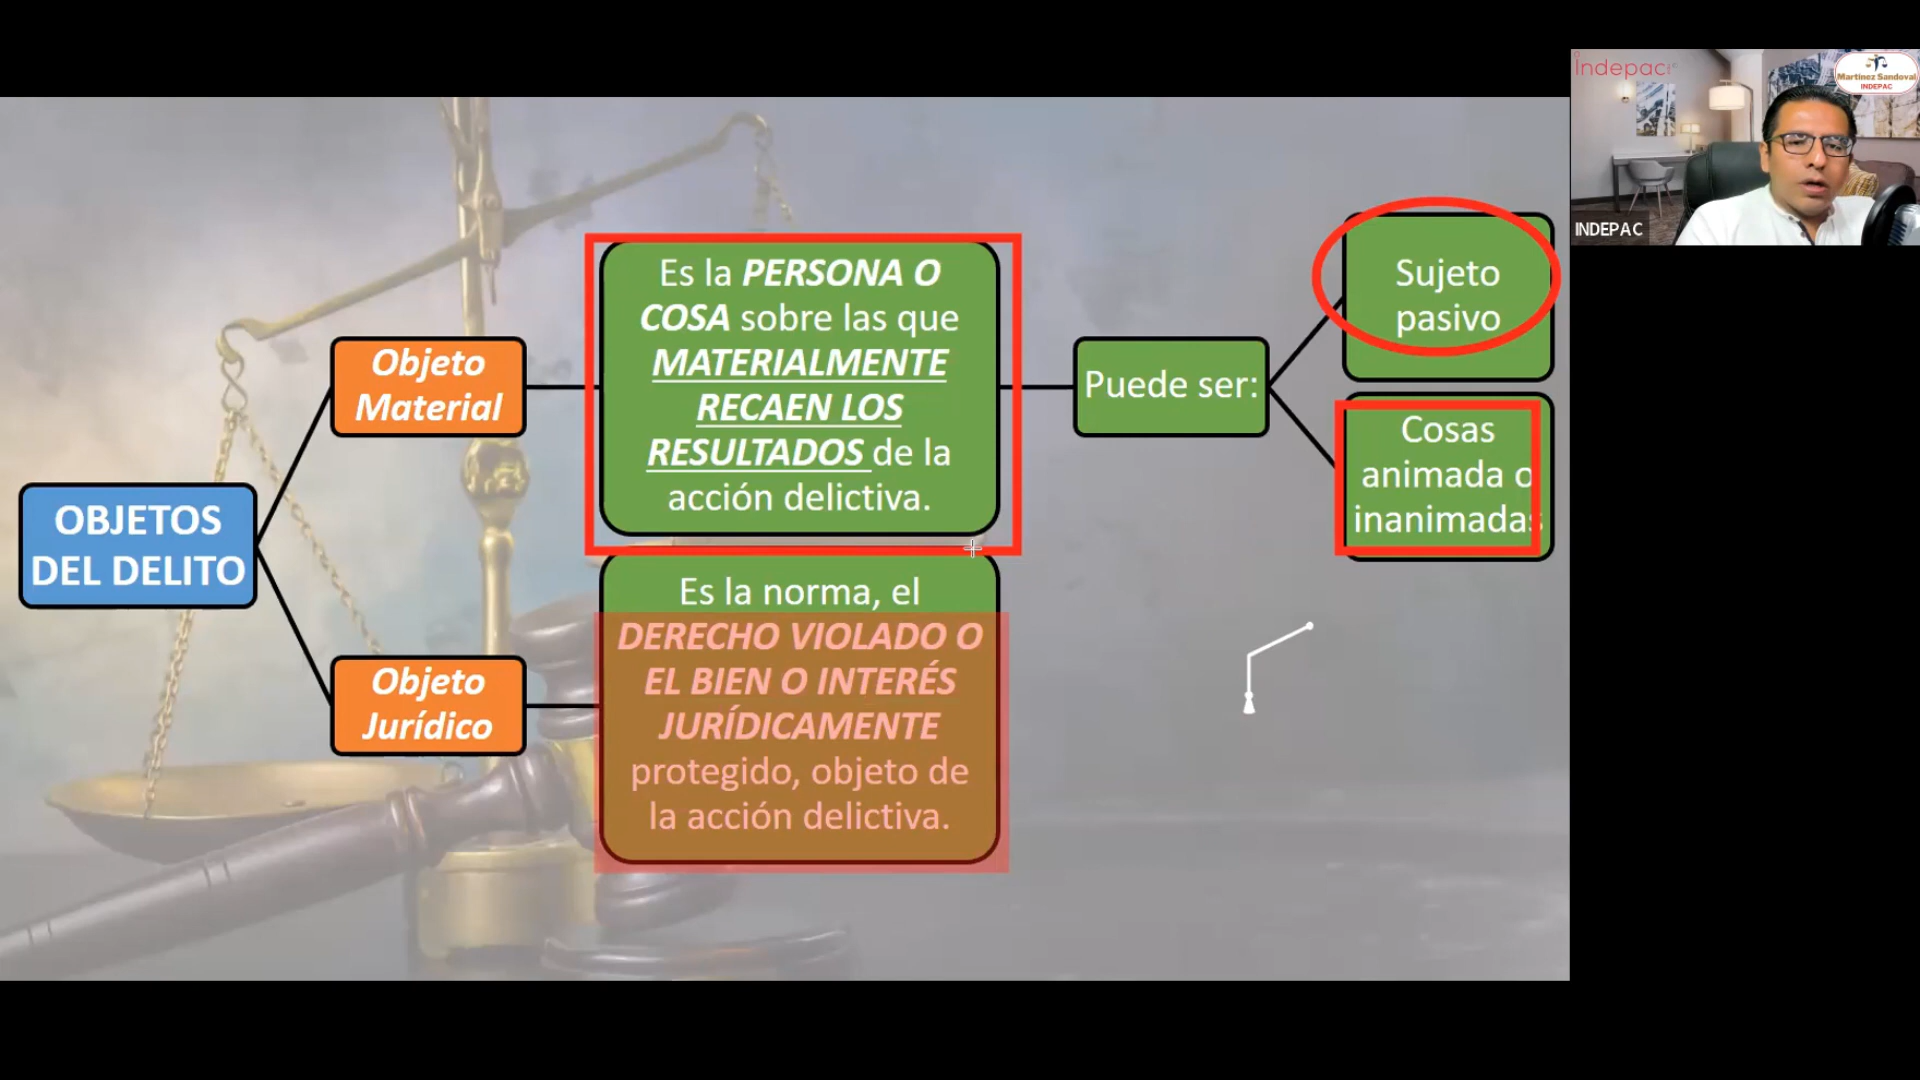 Indepac
Martínez Sandoval
INDEPAC
INDEPAC
OBJETOS
DEL DELITO
Objeto
Material
Es la PERSONA O
COSA sobre las que
MATERIALMENTE
RECAEN LOS
RESULTADOS de la
acción delictiva.
Puede ser:
Sujeto
pasivo
Cosas
animada o
inanimadas
Objeto
Jurídico
Es la norma, el
DERECHO VIOLADO O
EL BIEN O INTERÉS
JURÍDICAMENTE
protegido, objeto de
la acción delictiva.